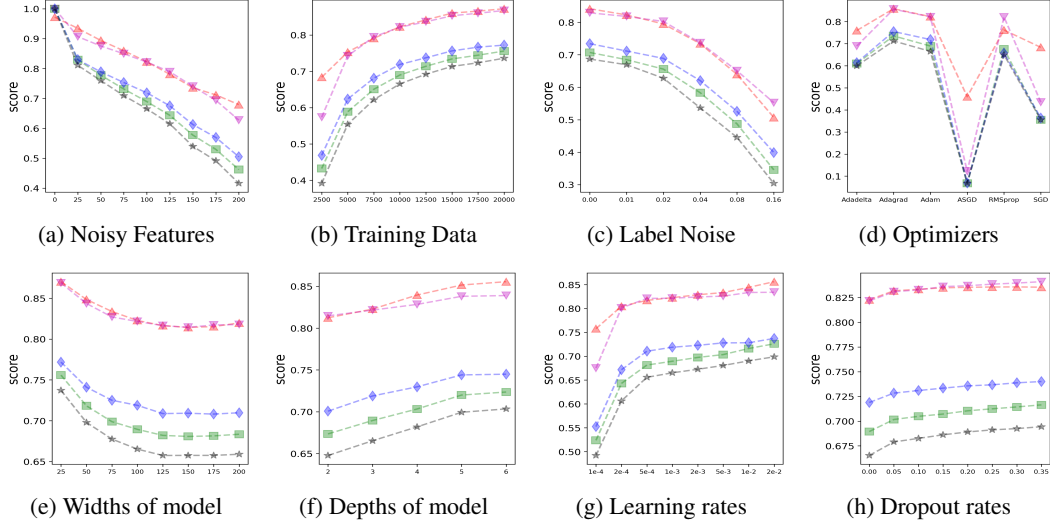 score
1.0
0.9
0.8
0.7
0.6
0.5
0.4
0 25 50 75 100 125 150 175 200
(a) Noisy Features
score
0.9
0.8
0.7
0.6
0.5
0.4
2500 5000 7500 10000 12500 15000 17500 20000
(b) Training Data
score
0.8
0.7
0.6
0.5
0.4
0.3
0.00 0.01 0.02 0.04 0.08 0.16
(c) Label Noise
score
0.8
0.7
0.6
0.5
0.4
0.3
0.2
0.1
Adadelta Adagrad Adam ASGD RMSprop SGD
(d) Optimizers
score
0.85
0.80
0.75
0.70
0.65
25 50 75 100 125 150 175 200
(e) Widths of model
score
0.85
0.80
0.75
0.70
0.65
2 3 4 5 6
(f) Depths of model
score
0.85
0.80
0.75
0.70
0.65
0.60
0.55
0.50
1e-4 2e-4 5e-4 1e-3 2e-3 5e-3 1e-2 2e-2
(g) Learning rates
score
0.825
0.800
0.775
0.750
0.725
0.700
0.675
0.00 0.05 0.10 0.15 0.20 0.25 0.30 0.35
(h) Dropout rates